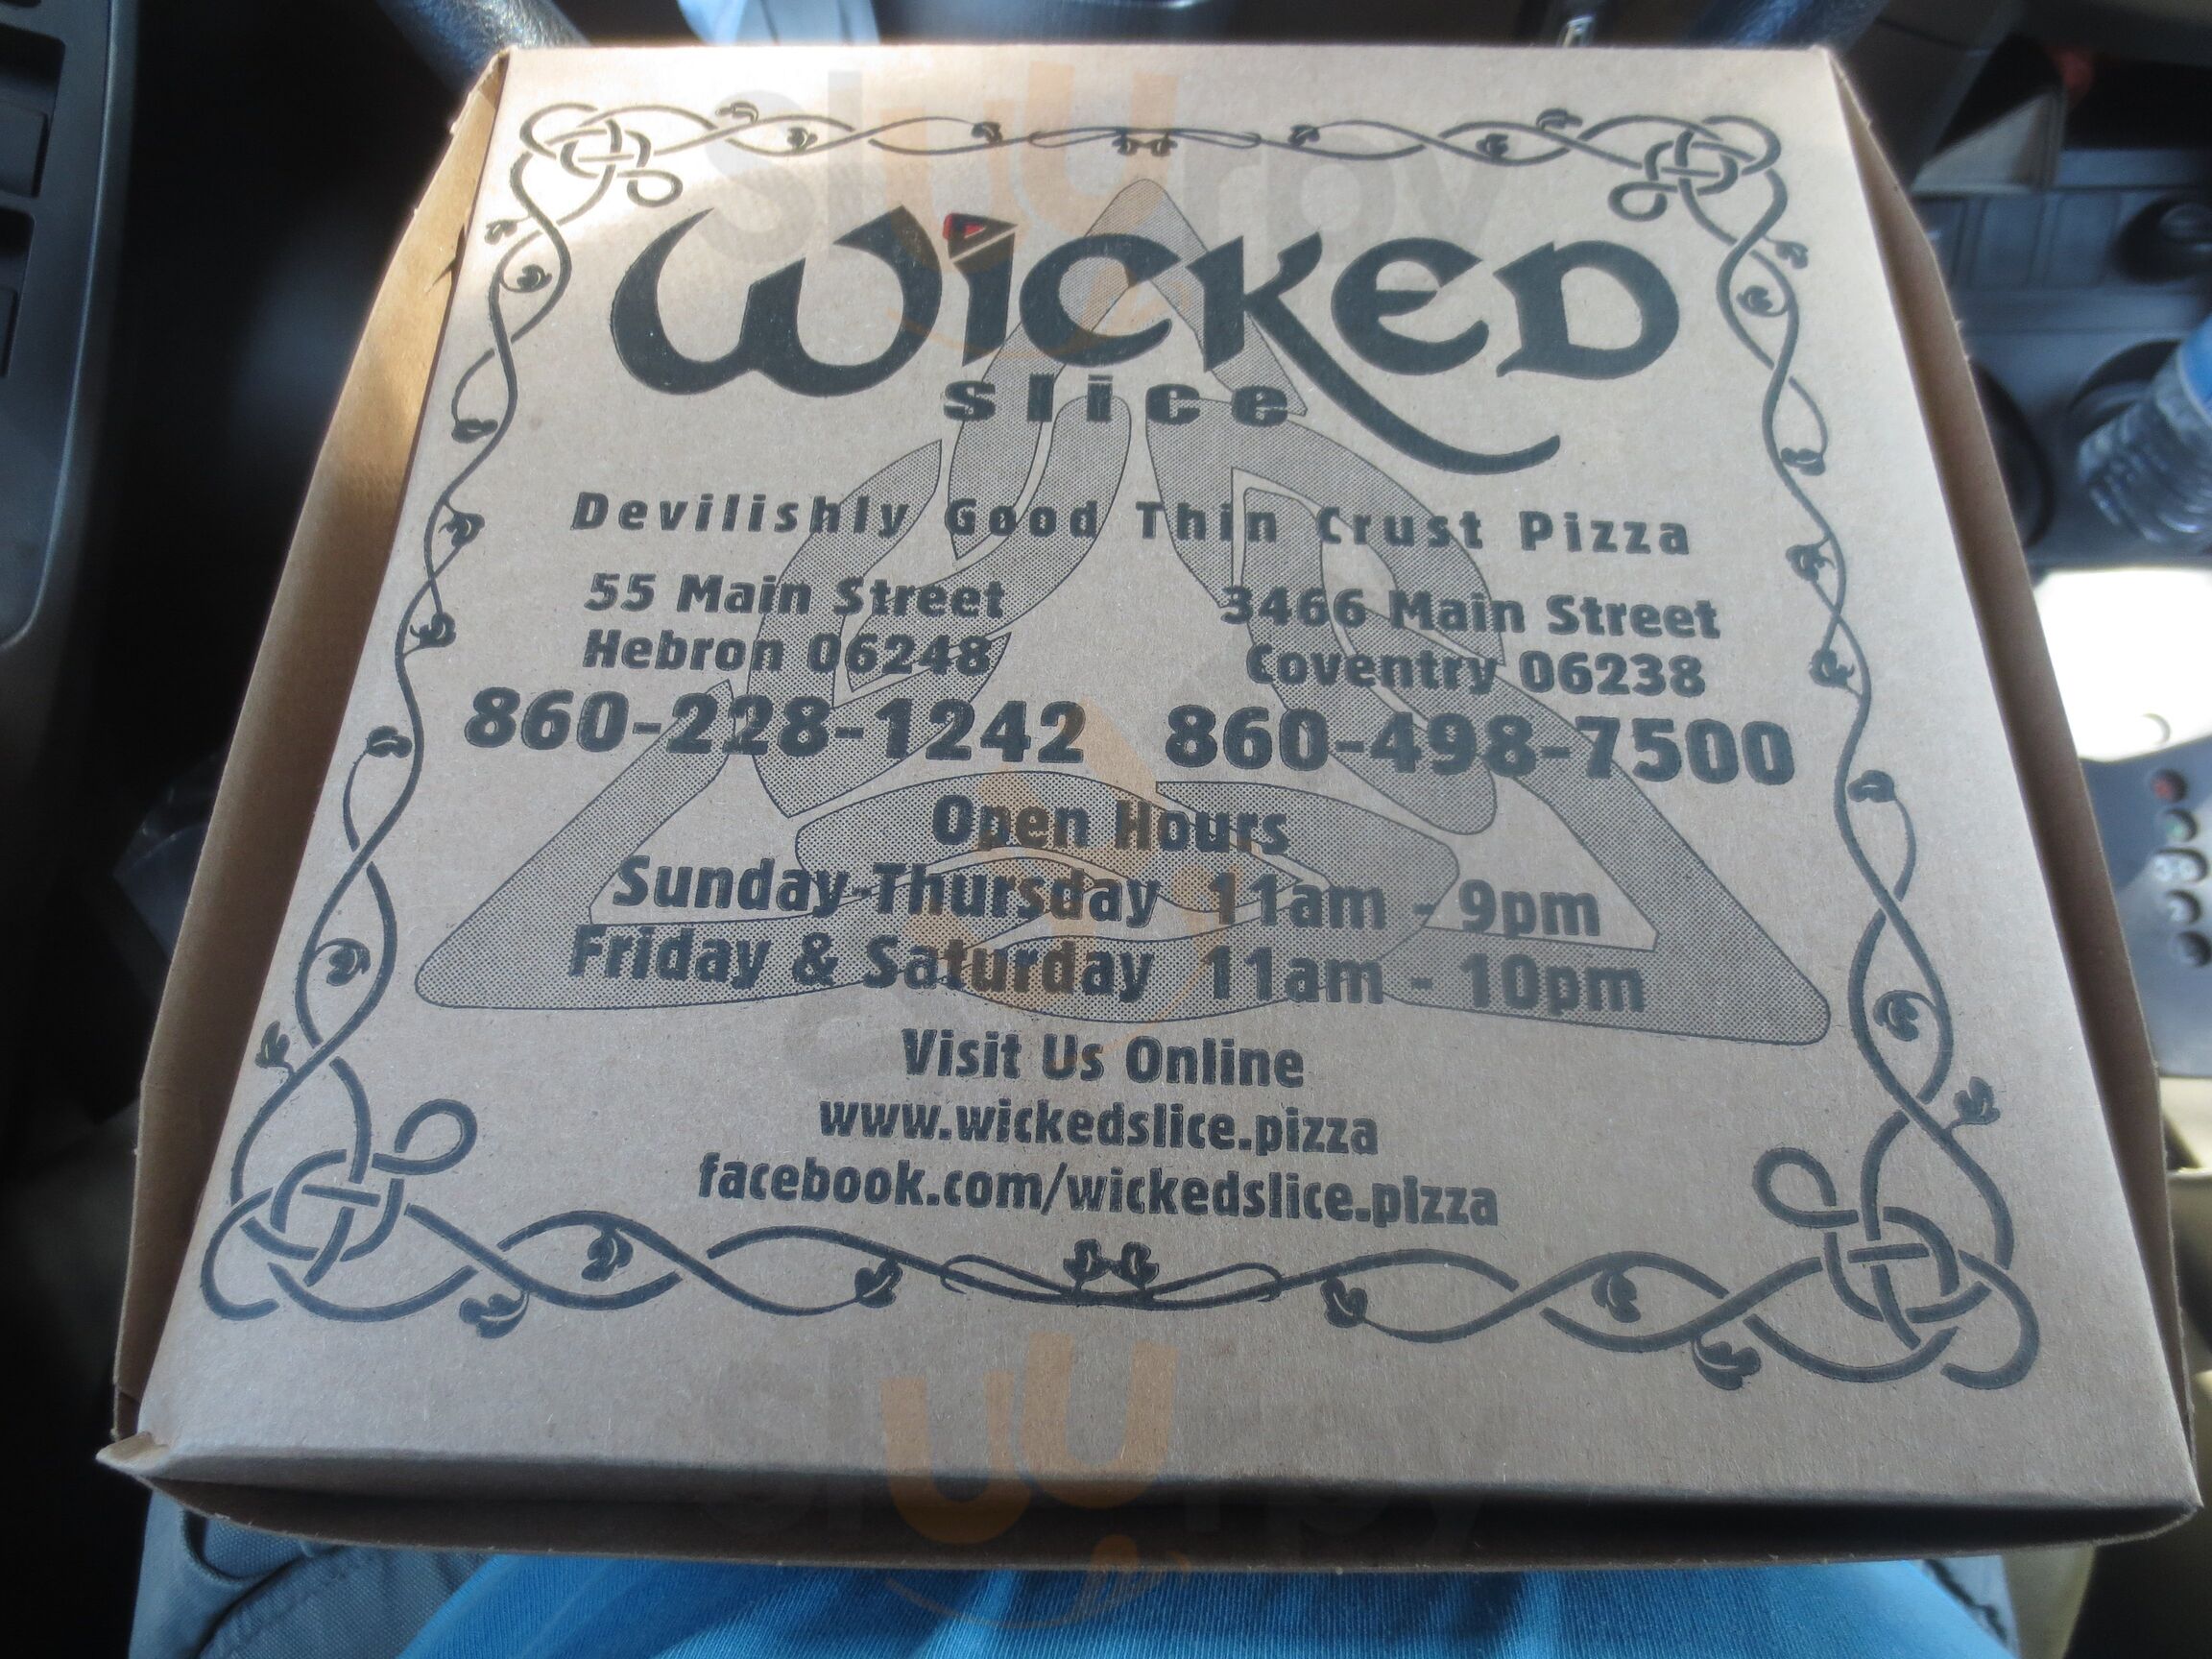 Wicked
slice
Devilishly Good Thin Crust Pizza
55 Main Street
Hebron 06248
860-228-1242
3466 Main Street
Coventry 06238
860-498-7500
Open Hours
Sunday-Thursday 11am - 9pm
Friday & Saturday 11am - 10pm
Visit Us Online
www.wickedslice.pizza
facebook.com/wickedslice.pizza
sluurpy
sluurpy